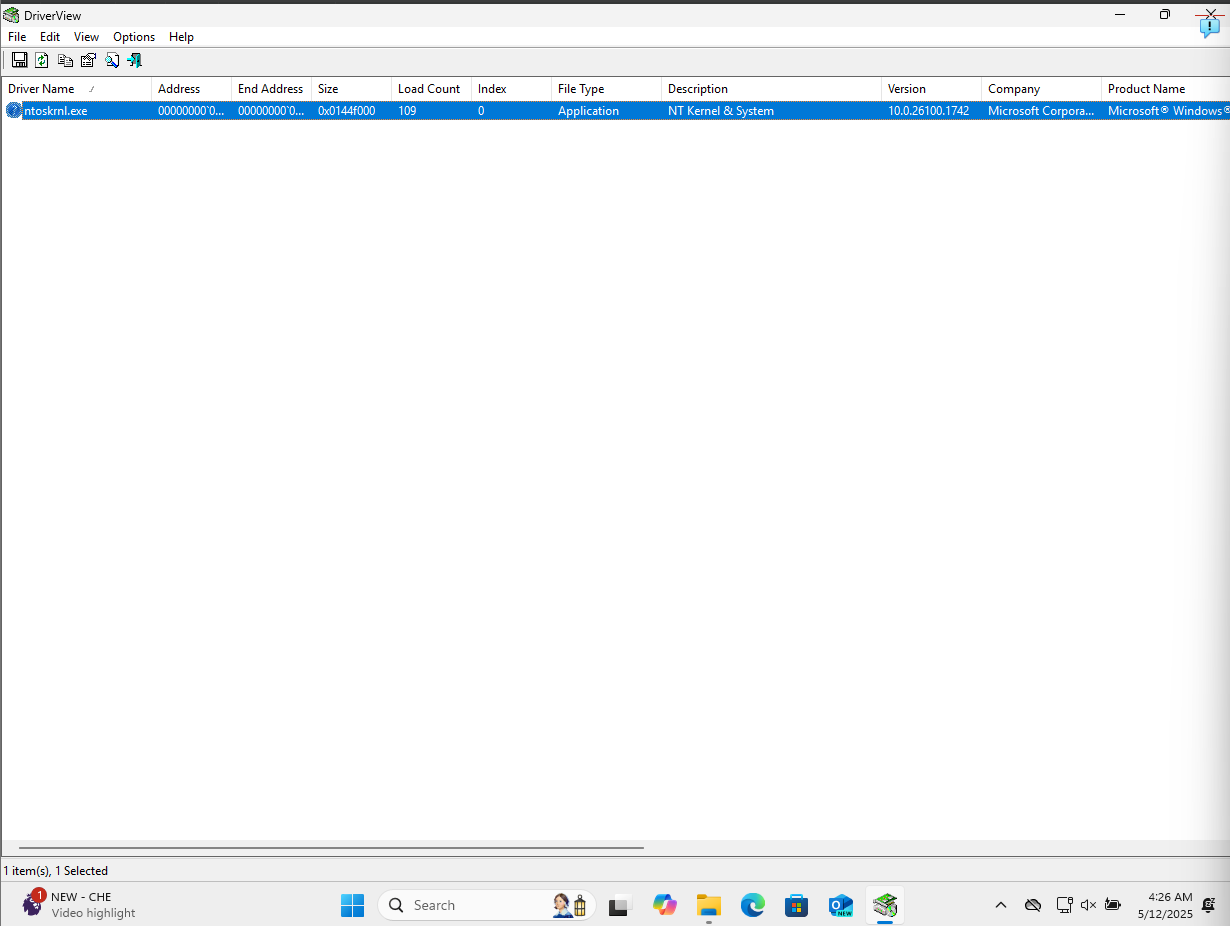 DriverView
File Edit View Options Help
Driver Name Address End Address Size Load Count Index File Type Description Version Company Product Name
ntoskrnl.exe 00000000`0... 00000000`0... 0x0144f000 109 0 Application NT Kernel & System 10.0.26100.1742 Microsoft Corpora... Microsoft® Windows®
1 item(s), 1 Selected
1
NEW - CHE
Video highlight
Search
NEW
4:26 AM
5/12/2025